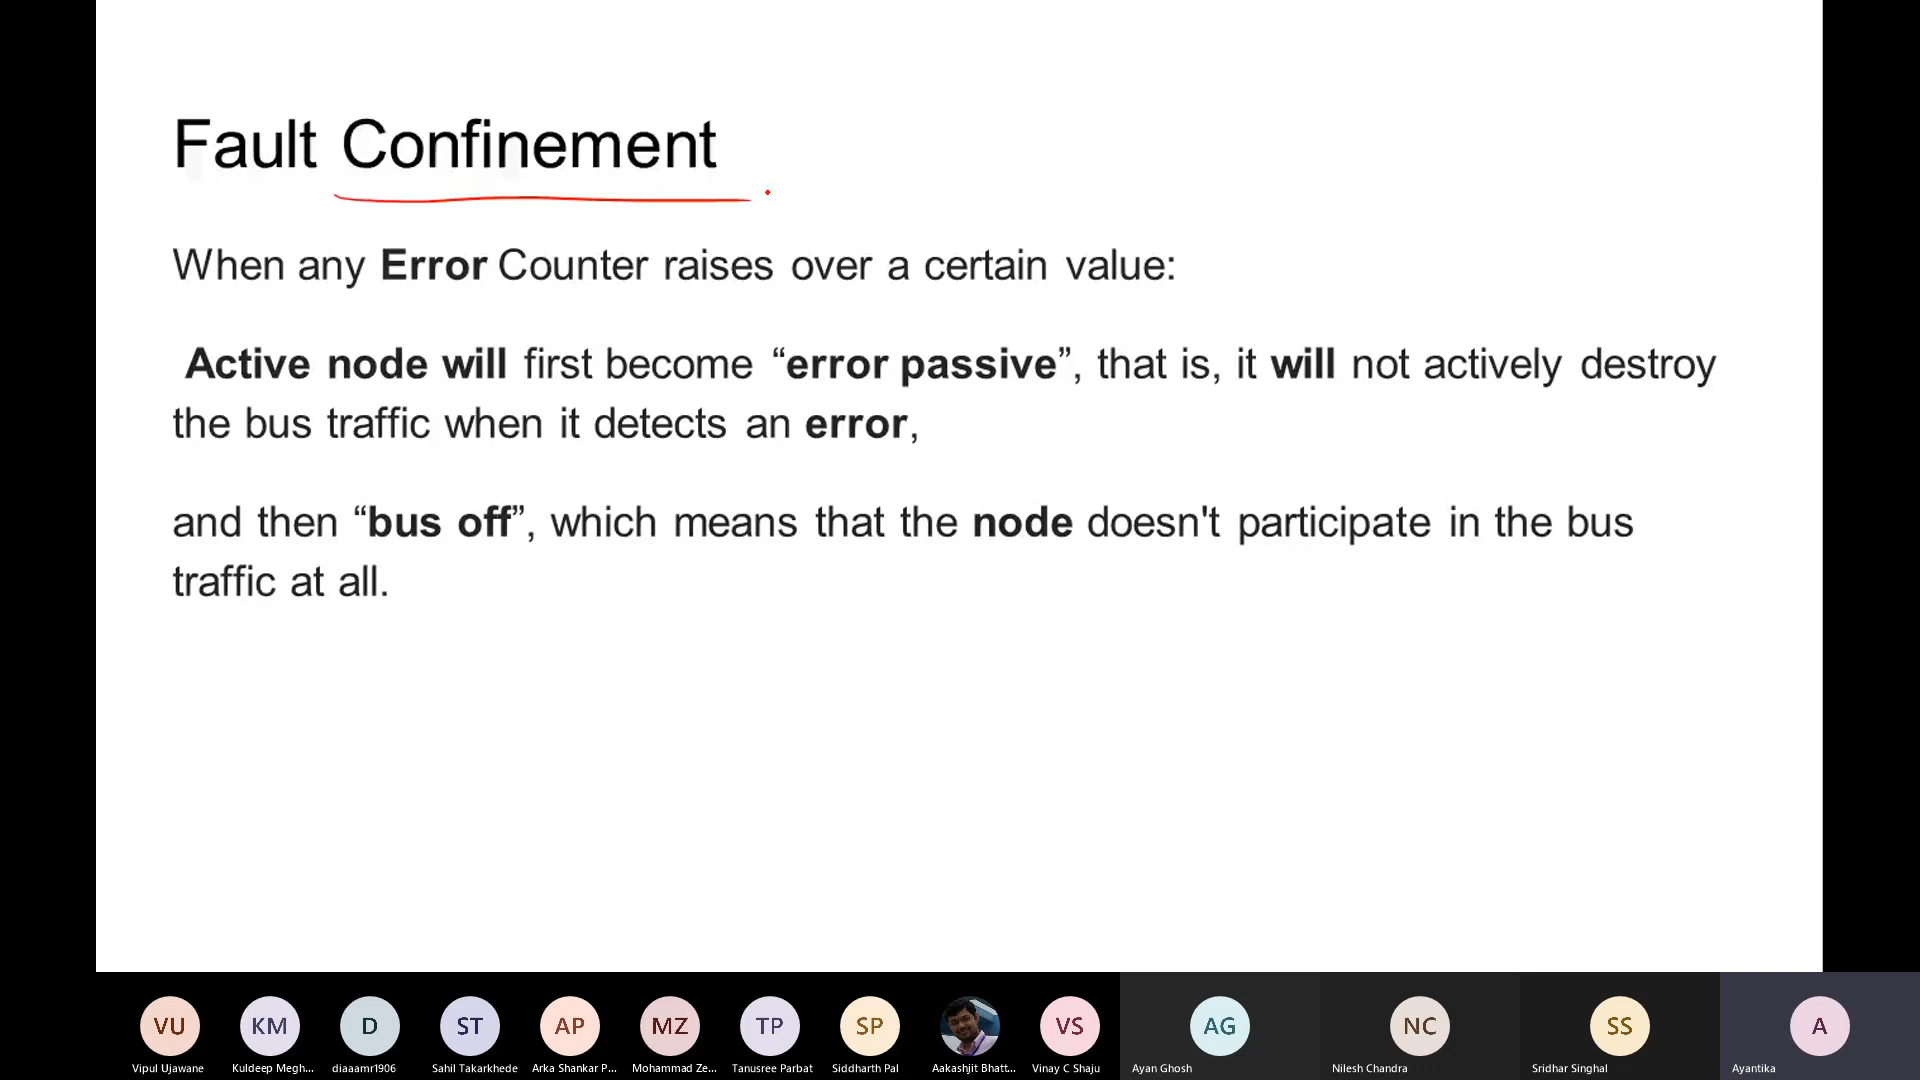 Fault Confinement
When any Error Counter raises over a certain value:
Active node will first become “error passive”, that is, it will not actively destroy
the bus traffic when it detects an error,
and then “bus off”, which means that the node doesn't participate in the bus
traffic at all.
VU KM D ST AP MZ TP SP VS AG NC SS A
Vipul Ujawane Kuldeep Megh... diaaamr1906 Sahil Takarkhede Arka Shankar P... Mohammad Ze... Tanusree Parbat Siddharth Pal Aakashjit Bhatt... Vinay C Shaju Ayan Ghosh Nilesh Chandra Sridhar Singhal Ayantika